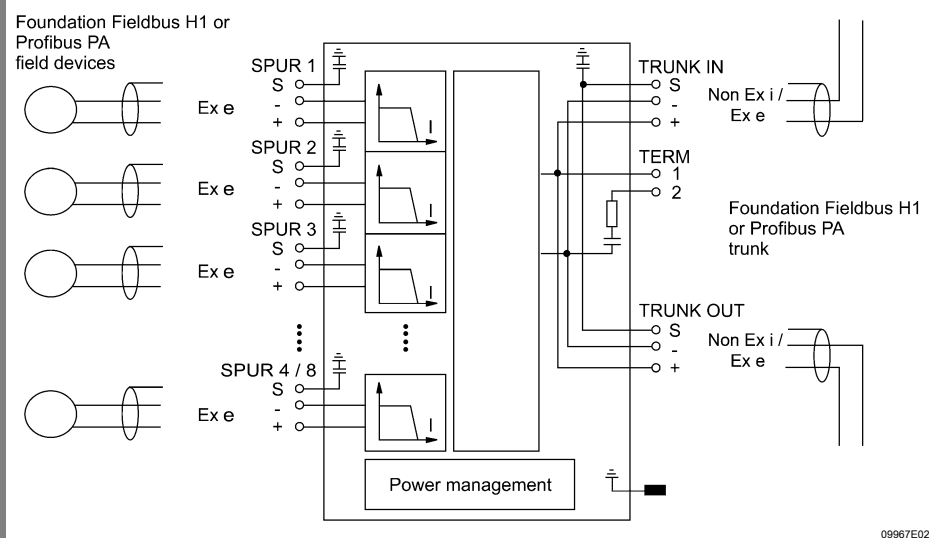 Foundation Fieldbus H1 or
Profibus PA
field devices
SPUR 1
S
-
+
Ex e
I
SPUR 2
S
-
+
Ex e
I
SPUR 3
S
-
+
Ex e
I
SPUR 4 / 8
S
-
+
Ex e
I
Power management
TRUNK IN
S
-
+
Non Ex i /
Ex e
TERM
1
2
Foundation Fieldbus H1
or Profibus PA
trunk
TRUNK OUT
S
-
+
Non Ex i /
Ex e
09967E02